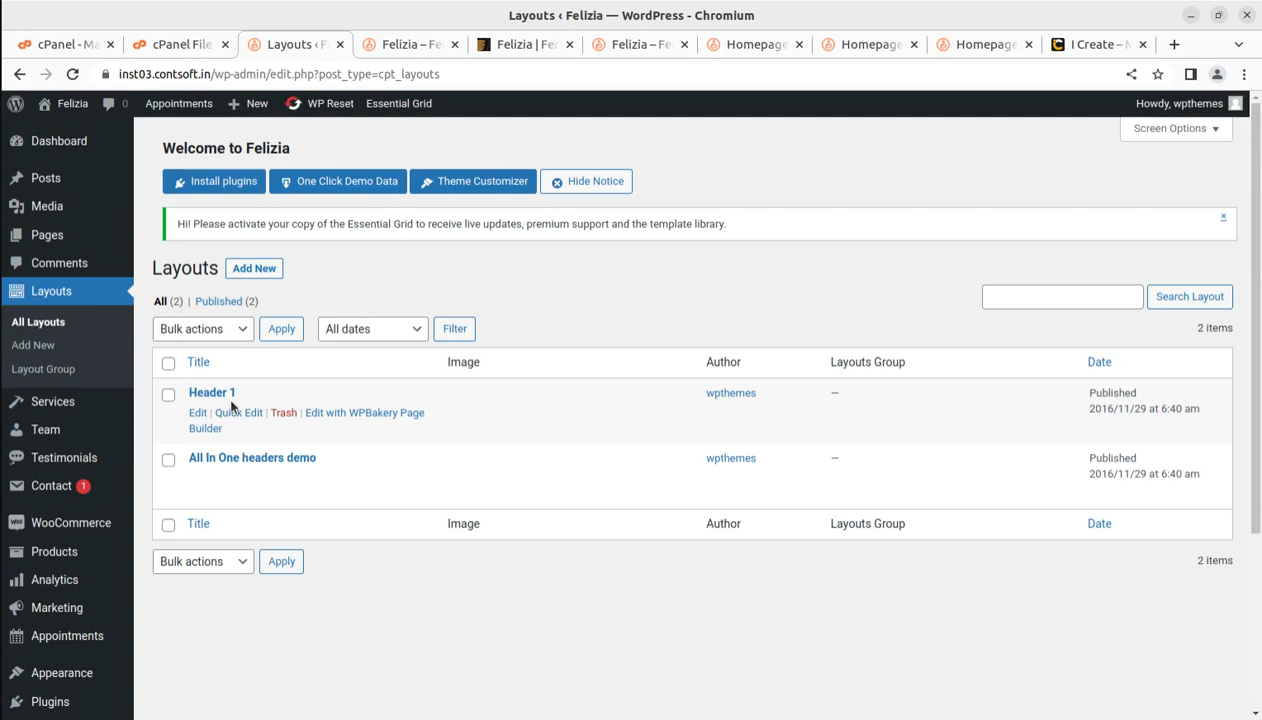 Layouts ‹ Felizia — WordPress - Chromium
cPanel - Ma
cPanel File
Layouts ‹ F
Felizia – Fe
Felizia | Fer
Felizia – Fe
Homepage
Homepage
Homepage
I Create – M
inst03.contsoft.in/wp-admin/edit.php?post_type=cpt_layouts
Felizia 0 Appointments New WP Reset Essential Grid Howdy, wpthemes
Screen Options
Dashboard
Posts
Media
Pages
Comments
Layouts
All Layouts
Add New
Layout Group
Services
Team
Testimonials
Contact 1
WooCommerce
Products
Analytics
Marketing
Appointments
Appearance
Plugins
Welcome to Felizia
Install plugins One Click Demo Data Theme Customizer Hide Notice
Hi! Please activate your copy of the Essential Grid to receive live updates, premium support and the template library.
Layouts Add New
All (2) | Published (2)
Search Layout
Bulk actions Apply All dates Filter 2 items
Title Image Author Layouts Group Date
Header 1 wpthemes — Published
2016/11/29 at 6:40 am
Edit | Quick Edit | Trash | Edit with WPBakery Page
Builder
All In One headers demo wpthemes — Published
2016/11/29 at 6:40 am
Title Image Author Layouts Group Date
Bulk actions Apply 2 items